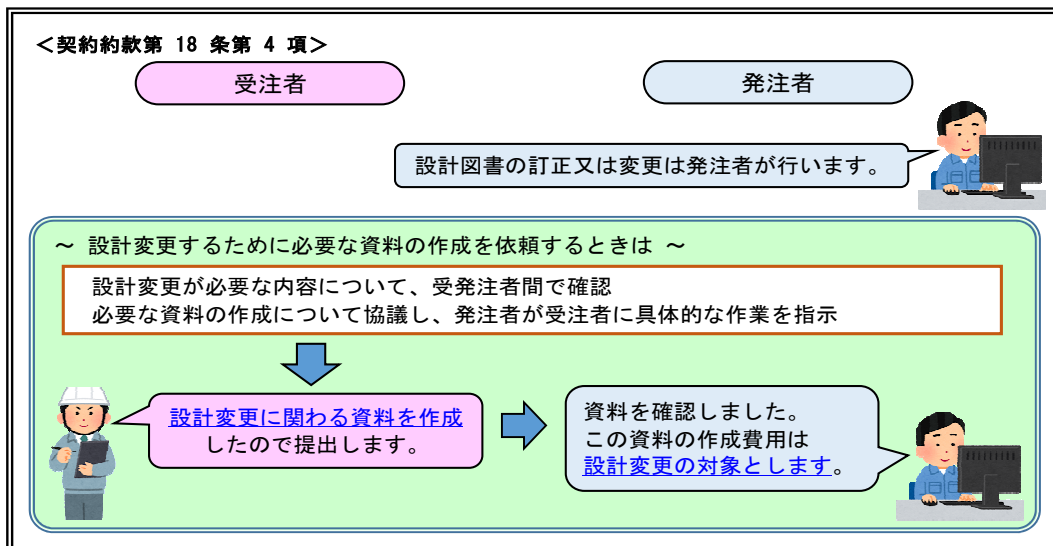 ＜契約約款第 18 条第 4 項＞
受注者
発注者
設計図書の訂正又は変更は発注者が行います。
～ 設計変更するために必要な資料の作成を依頼するときは ～
設計変更が必要な内容について、受発注者間で確認
必要な資料の作成について協議し、発注者が受注者に具体的な作業を指示
設計変更に関わる資料を作成
したので提出します。
資料を確認しました。
この資料の作成費用は
設計変更の対象とします。